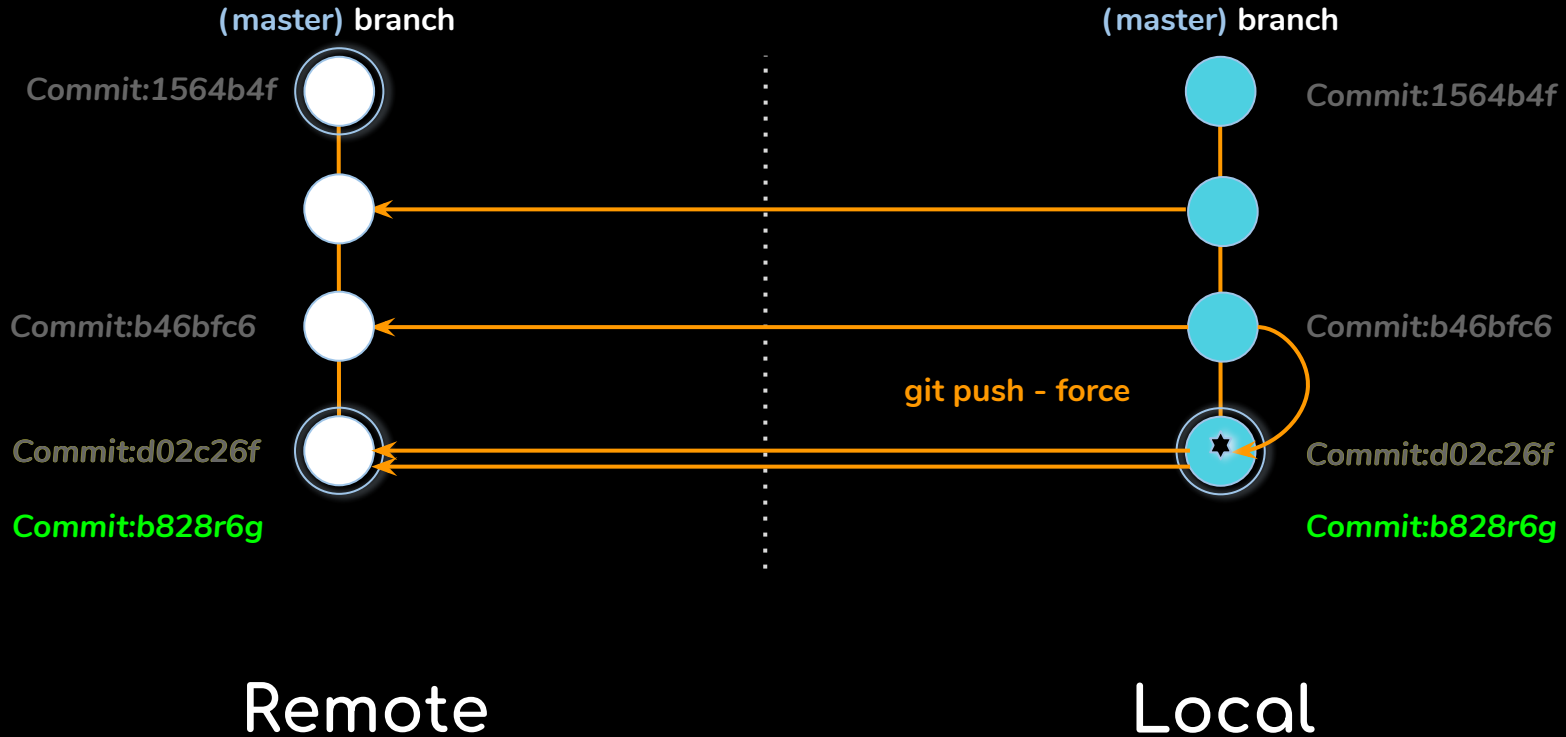 (master) branch
(master) branch
Commit:1564b4f
Commit:1564b4f
Commit:b46bfc6
Commit:b46bfc6
git push - force
Commit:d02c26f
Commit:d02c26f
Commit:b828r6g
Commit:b828r6g
Remote
Local